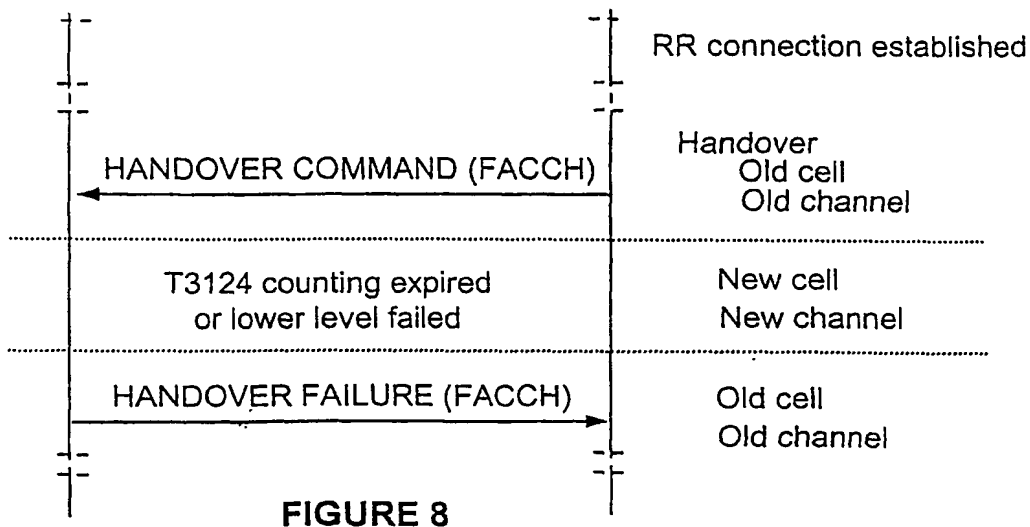 RR connection established
HANDOVER COMMAND (FACCH)
Handover
Old cell
Old channel
T3124 counting expired
or lower level failed
New cell
New channel
HANDOVER FAILURE (FACCH)
Old cell
Old channel
FIGURE 8